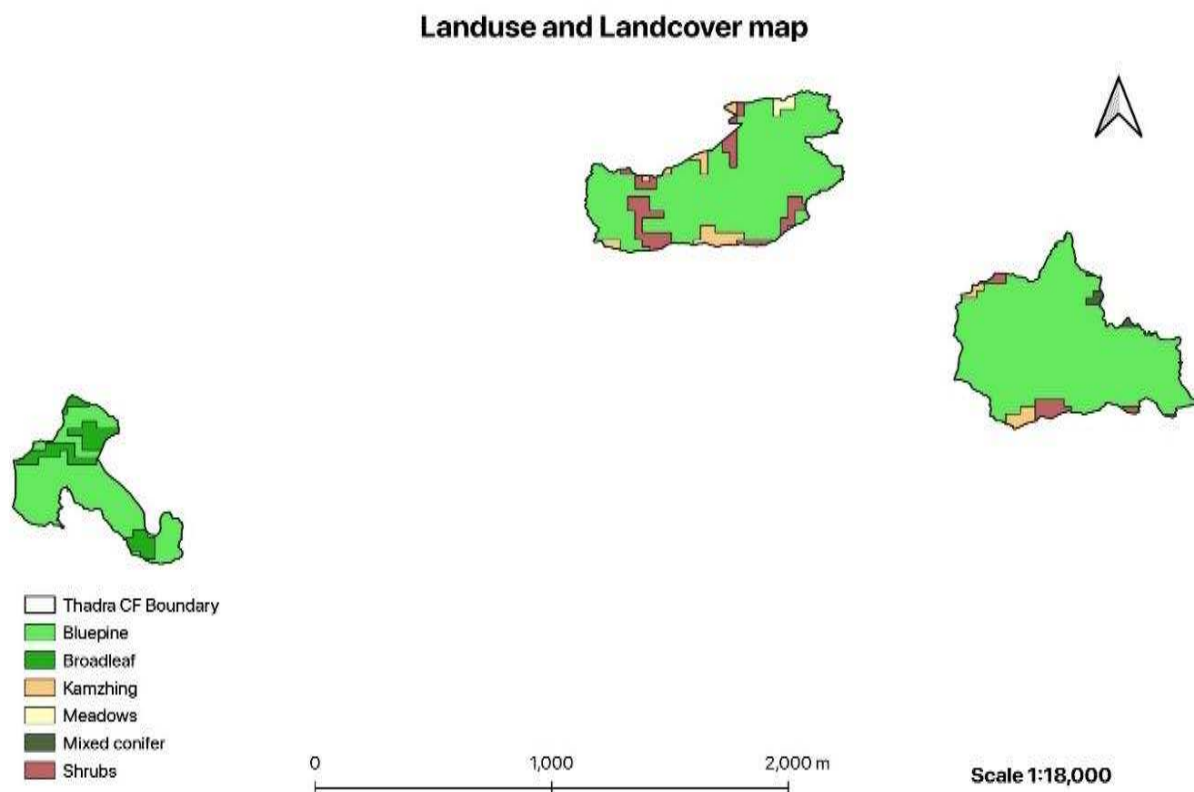 Landuse and Landcover map
Thadra CF Boundary
Bluepine
Broadleaf
Kamzhing
Meadows
Mixed conifer
Shrubs
0 1,000 2,000 m
Scale 1:18,000